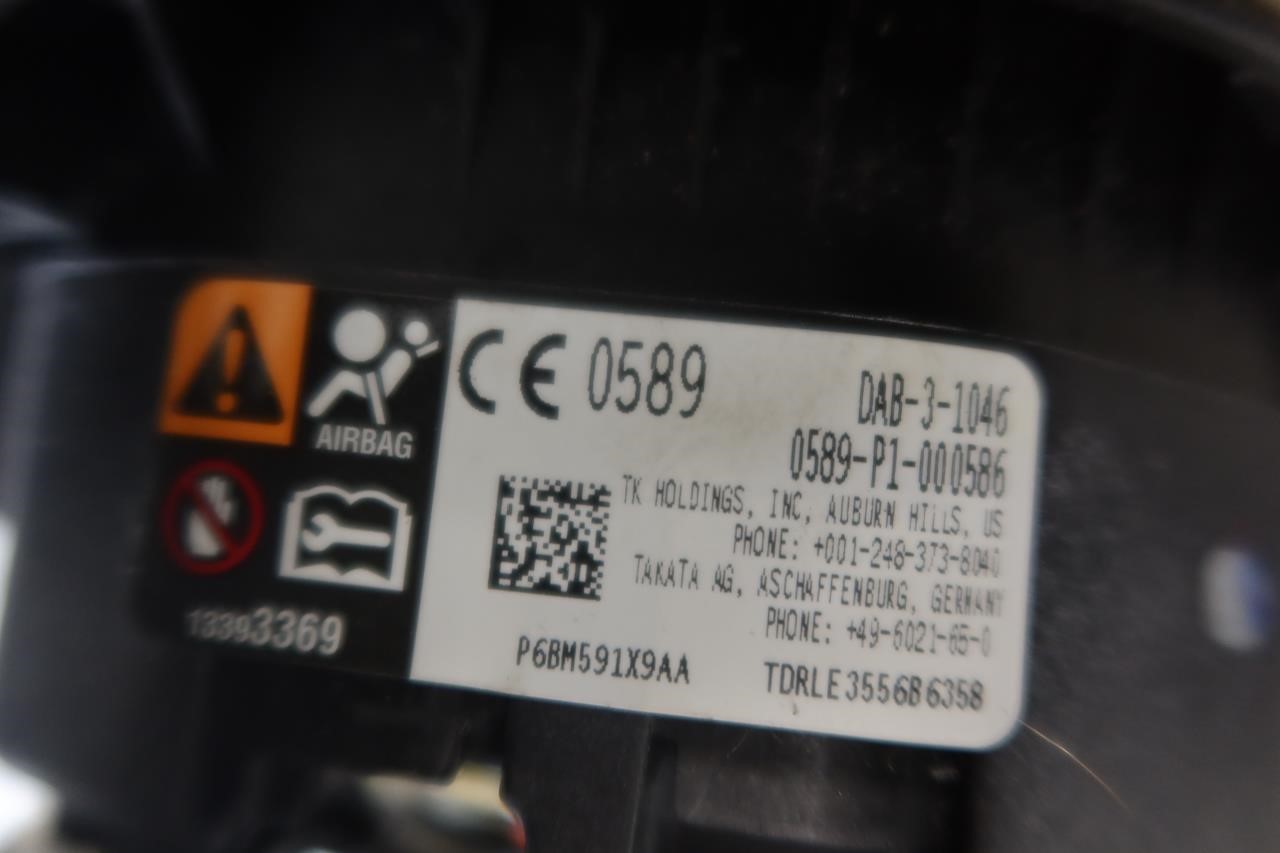 AIRBAG
13393369
CE 0589
DAB-3-1046
0589-P1-000586
TK HOLDINGS, INC, AUBURN HILLS, US
PHONE: +001-248-373-8040
TAKATA AG, ASCHAFFENBURG, GERMANY
PHONE: +49-6021-65-0
P6BM591X9AA
TDRLE3556B6358